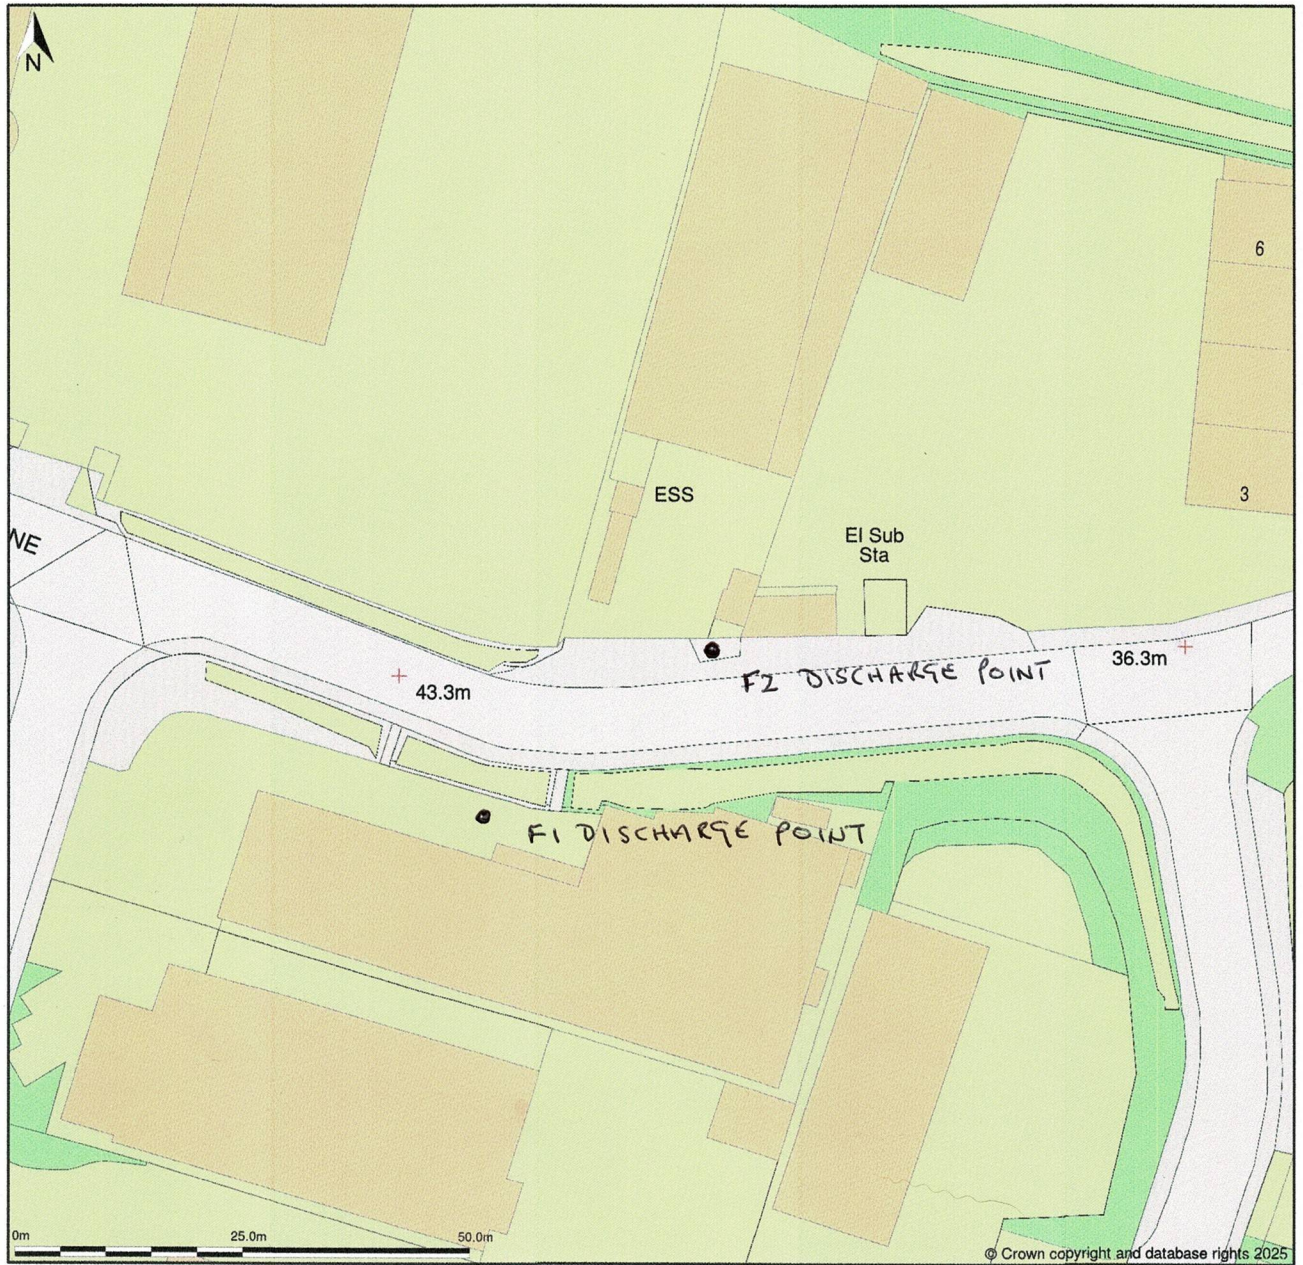 N
6
ESS
3
NE
El Sub
Sta
36.3m
F2 DISCHARGE POINT
43.3m
F1 DISCHARGE POINT
0m
25.0m
50.0m
© Crown copyright and database rights 2025